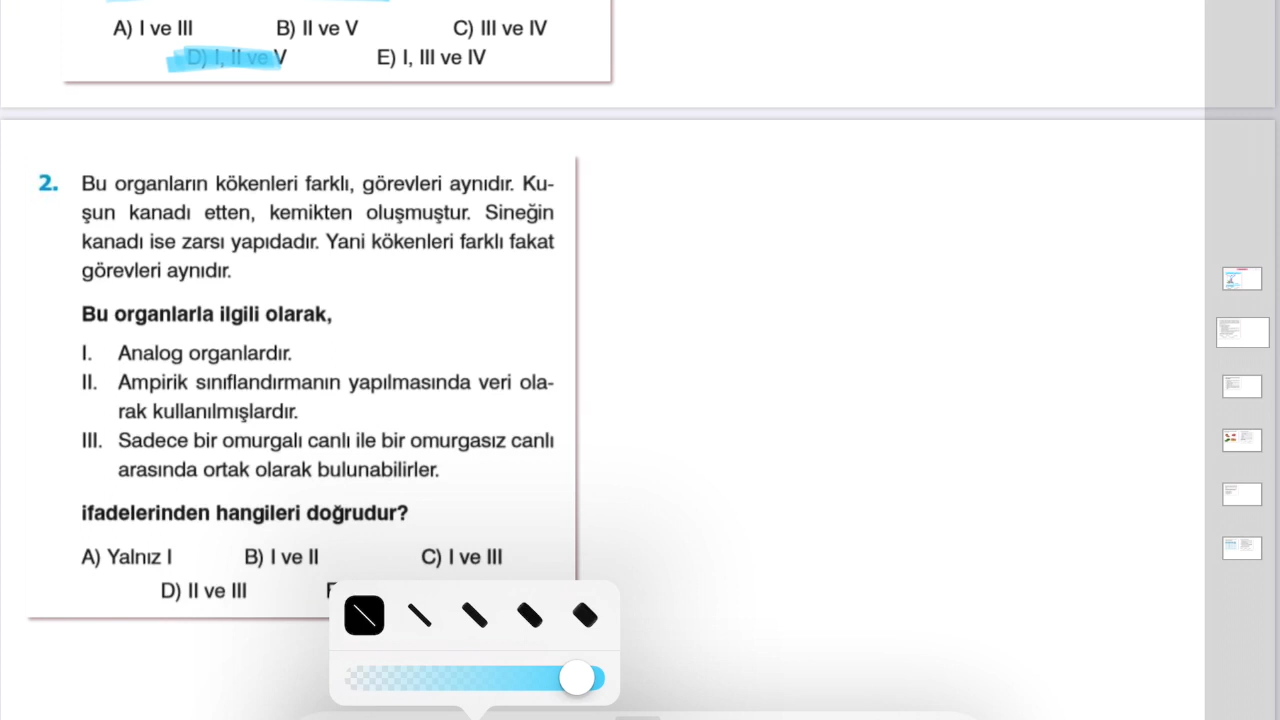 A) I ve III B) II ve V C) III ve IV
D) I, II ve V E) I, III ve IV
2. Bu organların kökenleri farklı, görevleri aynıdır. Ku-
şun kanadı etten, kemikten oluşmuştur. Sineğin
kanadı ise zarsı yapıdadır. Yani kökenleri farklı fakat
görevleri aynıdır.
Bu organlarla ilgili olarak,
I. Analog organlardır.
II. Ampirik sınıflandırmanın yapılmasında veri ola-
rak kullanılmışlardır.
III. Sadece bir omurgalı canlı ile bir omurgasız canlı
arasında ortak olarak bulunabilirler.
ifadelerinden hangileri doğrudur?
A) Yalnız I B) I ve II C) I ve III
D) II ve III